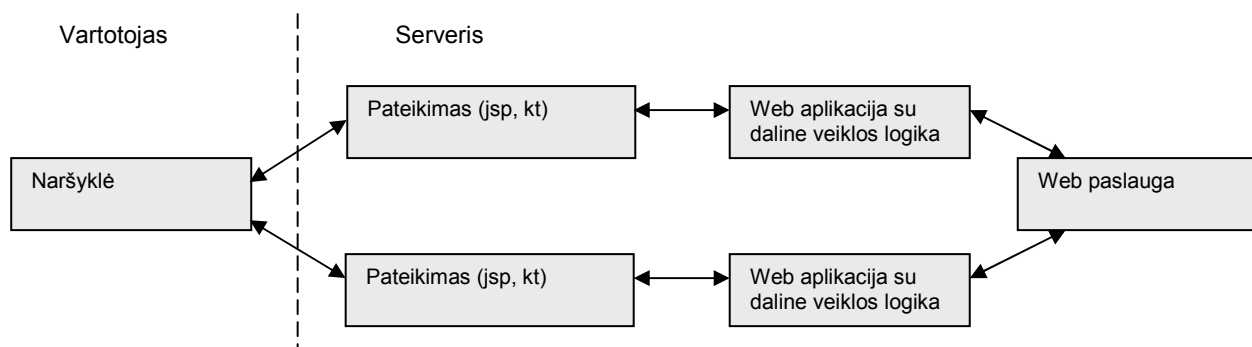 Vartotojas
Serveris
Pateikimas (jsp, kt)
Web aplikacija su
daline veiklos logika
Naršyklė
Web paslauga
Pateikimas (jsp, kt)
Web aplikacija su
daline veiklos logika